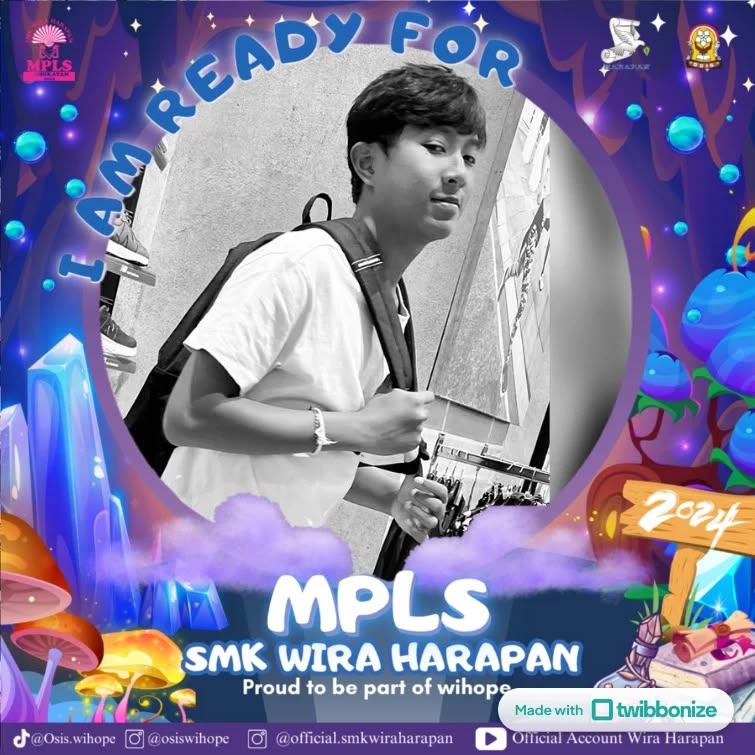 I AM READY FOR
MPLS
2024
MPLS
SMK WIRA HARAPAN
Proud to be part of wihope
Made with twibbonize
@Osis.wihope @osiswihope @official.smkwiraharapan Official Account Wira Harapan